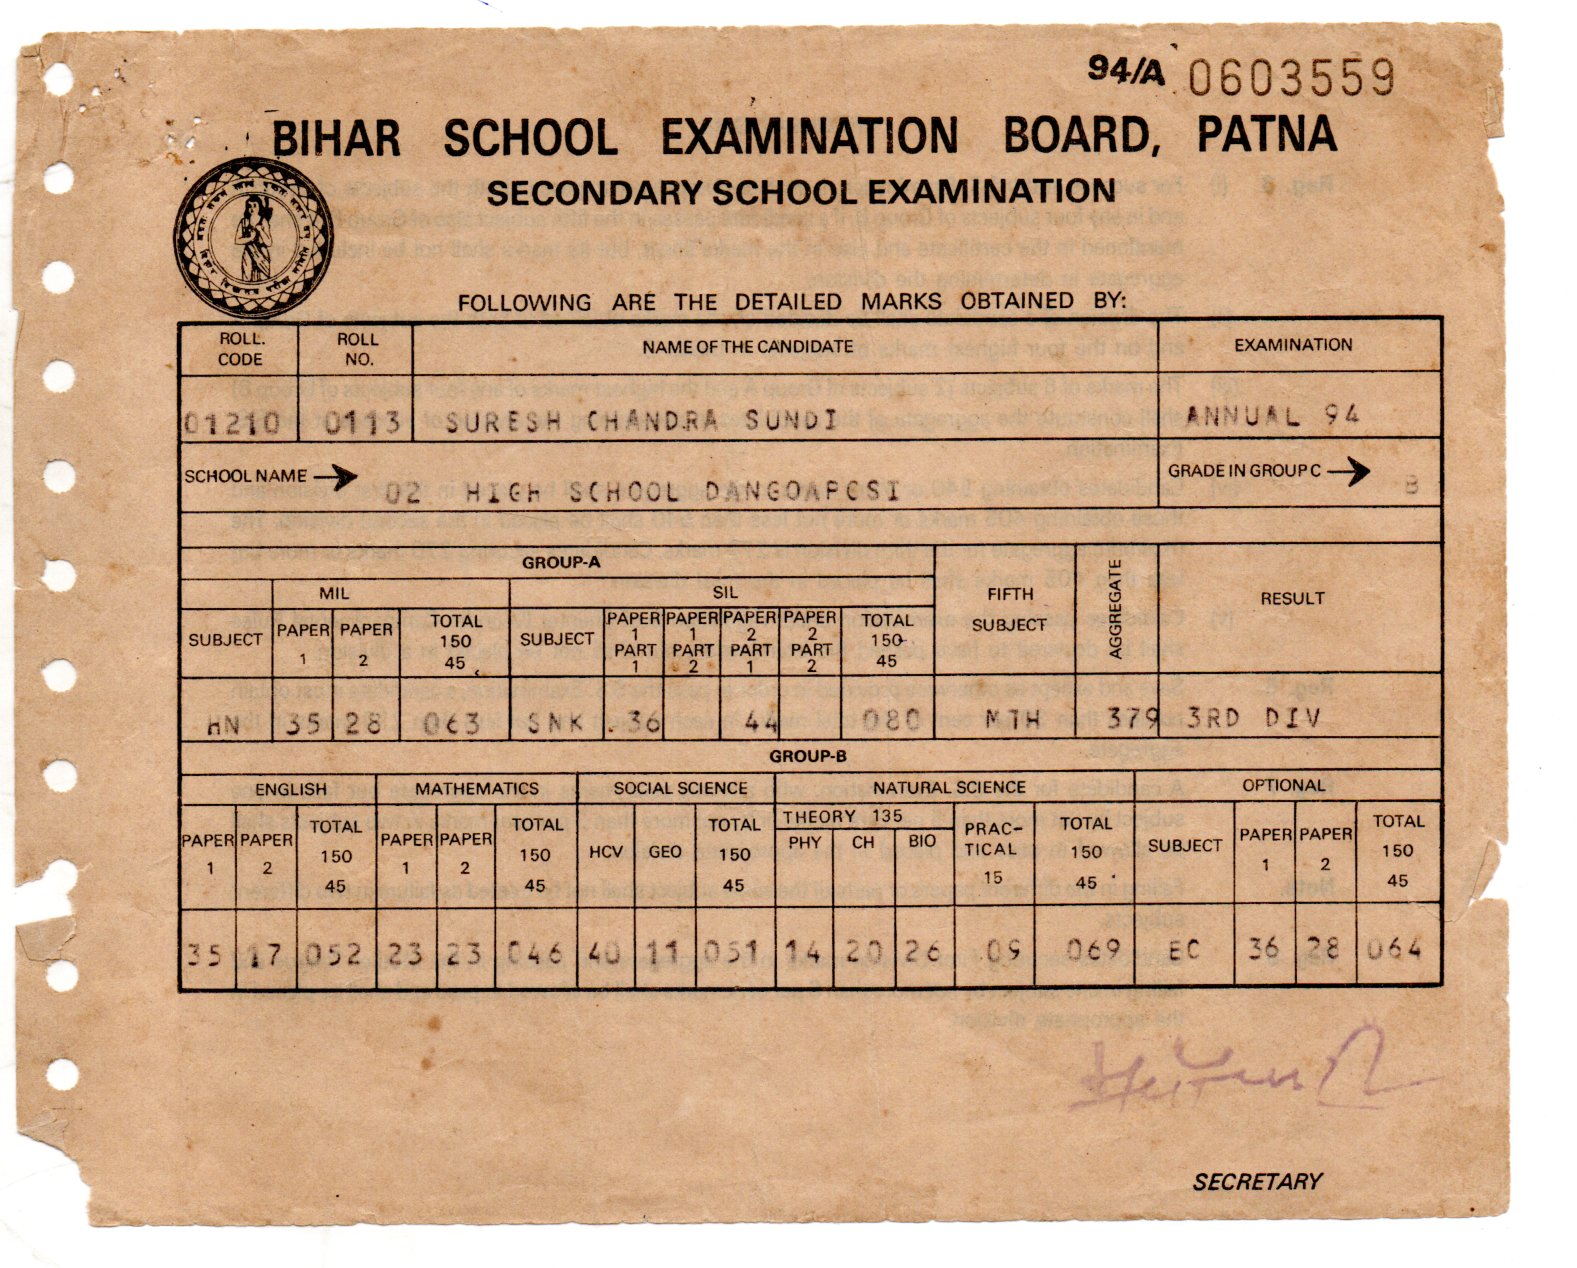 94/A 0603559
BIHAR SCHOOL EXAMINATION BOARD, PATNA
SECONDARY SCHOOL EXAMINATION
FOLLOWING ARE THE DETAILED MARKS OBTAINED BY:
ROLL. CODE ROLL NO. NAME OF THE CANDIDATE EXAMINATION
01210 0113 SURESH CHANDRA SUNDI ANNUAL 94
SCHOOL NAME → 02 HIGH SCHOOL DANGOAPOSI GRADE IN GROUP C → B
GROUP-A
MIL SIL FIFTH SUBJECT AGGREGATE RESULT
SUBJECT PAPER 1 PAPER 2 TOTAL 150 45 SUBJECT PAPER 1 PART 1 PAPER 1 PART 2 PAPER 2 PART 1 PAPER 2 PART 2 TOTAL 150 45
HN 35 28 063 SNK 36 44 080 MTH 379 3RD DIV
GROUP-B
ENGLISH MATHEMATICS SOCIAL SCIENCE NATURAL SCIENCE OPTIONAL
PAPER 1 PAPER 2 TOTAL 150 45 PAPER 1 PAPER 2 TOTAL 150 45 HCV GEO TOTAL 150 45 THEORY 135 PHY CH BIO PRAC-TICAL 15 TOTAL 150 45 SUBJECT PAPER 1 PAPER 2 TOTAL 150 45
35 17 052 23 23 046 40 11 051 14 20 26 09 069 EC 36 28 064
SECRETARY